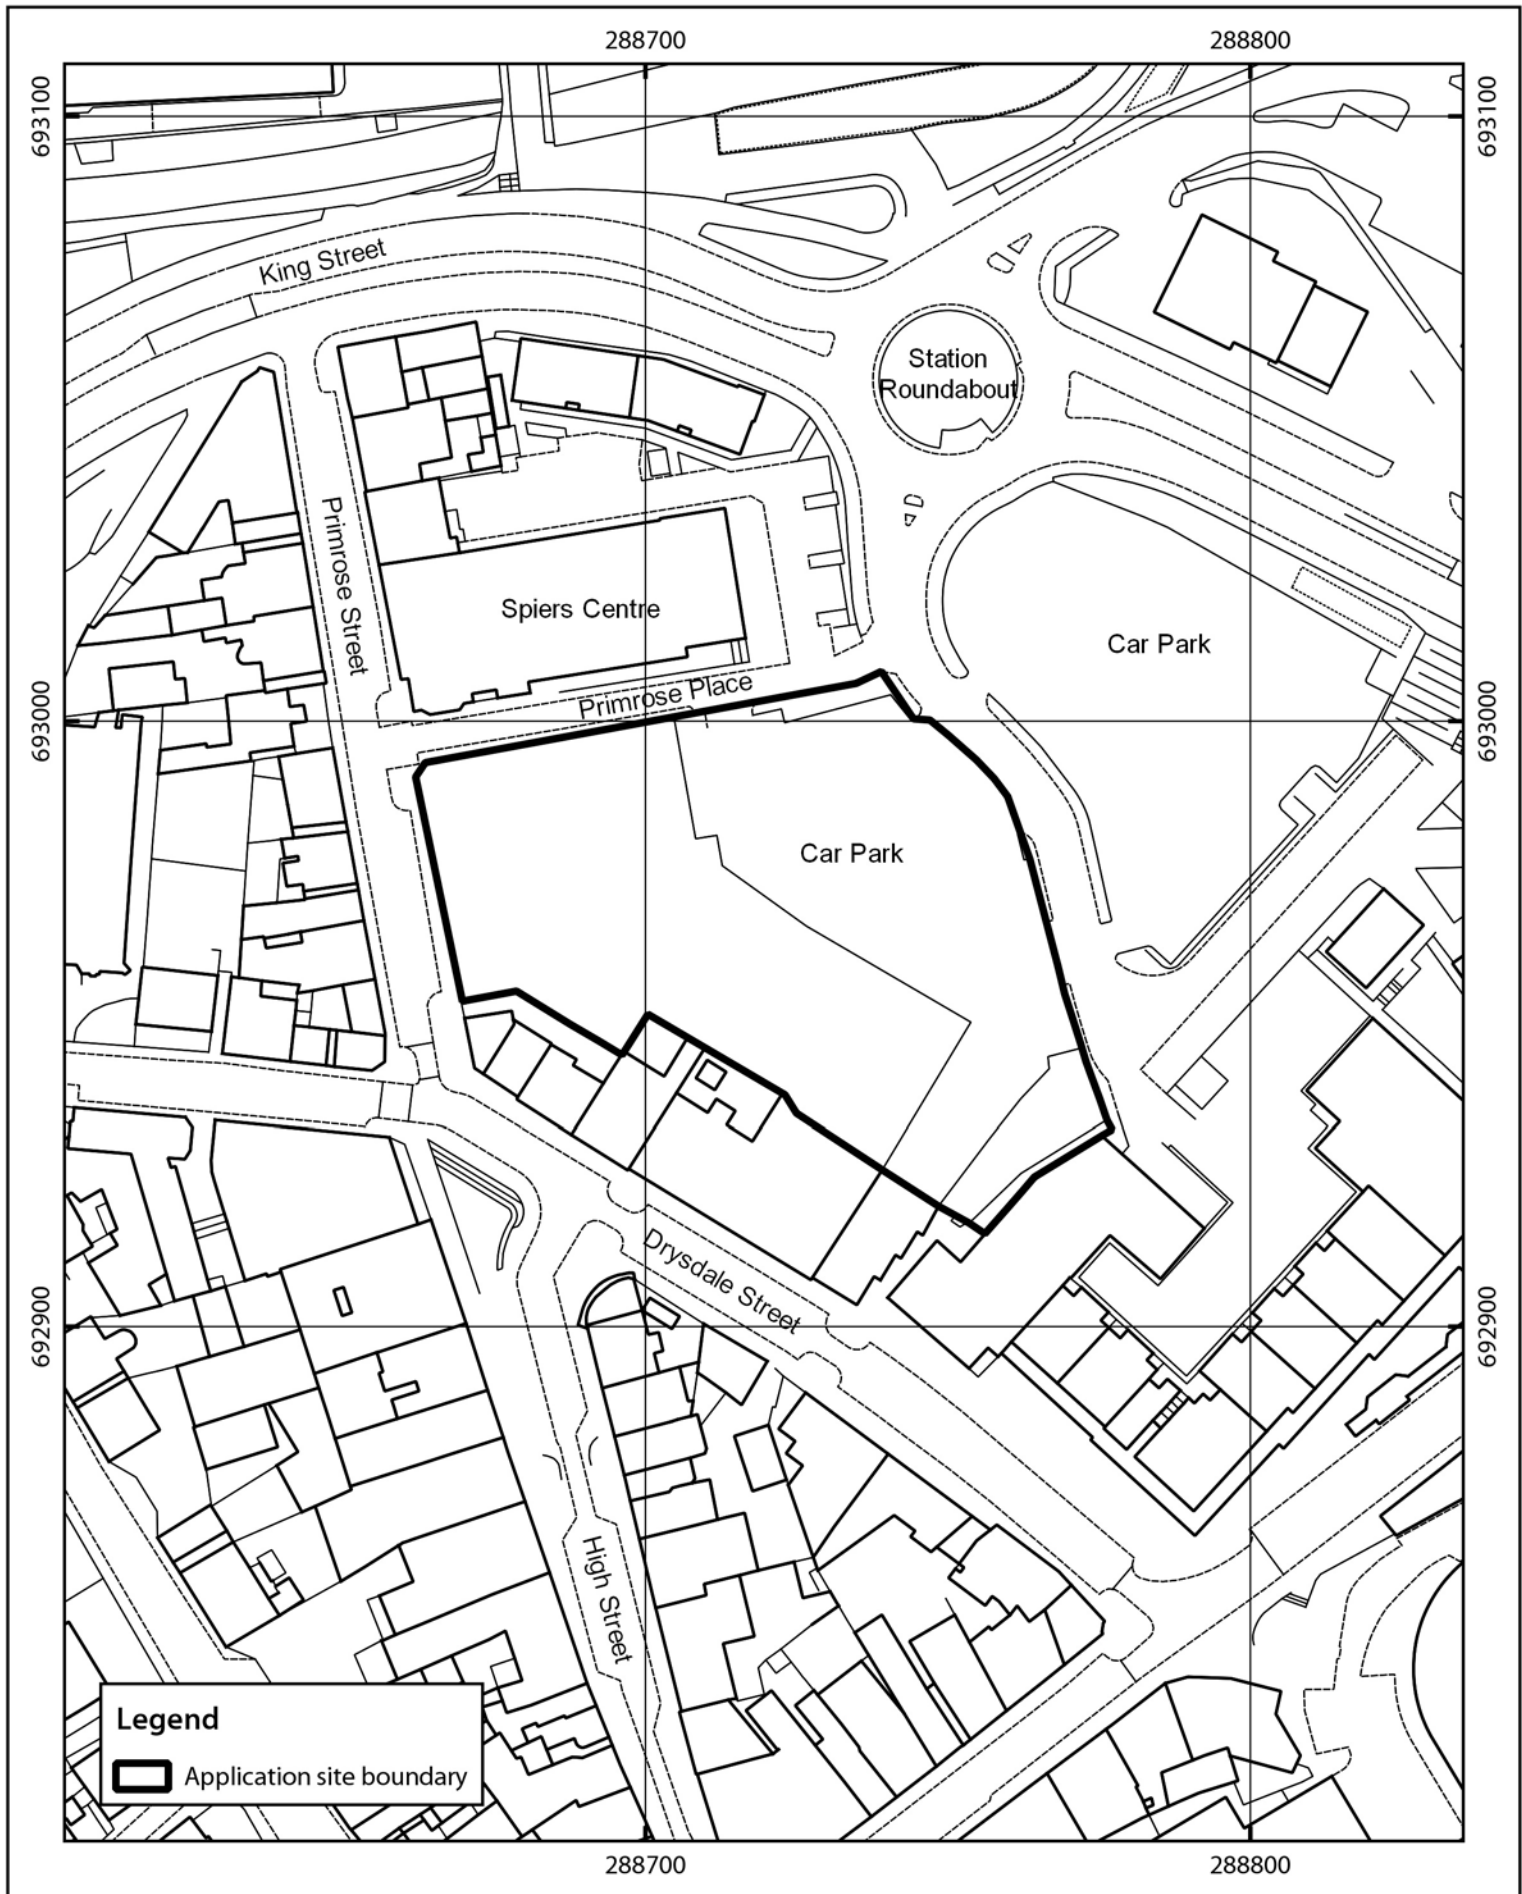 288700
288800
693100
693100
King Street
Station
Roundabout
Primrose Street
Spiers Centre
Car Park
Primrose Place
693000
693000
Car Park
Drysdale Street
692900
692900
High Street
Legend
Application site boundary
288700
288800